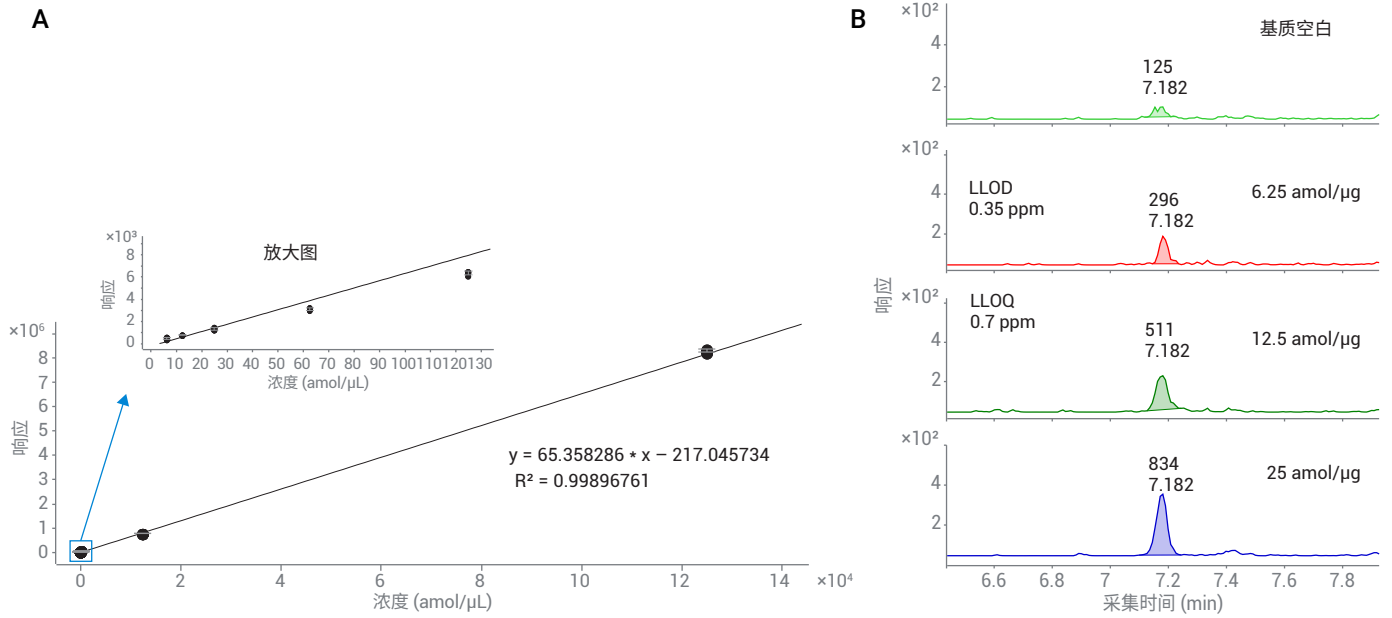 A
×10³
放大图
8
6
4
2
0
响应
0 10 20 30 40 50 60 70 80 90 100110120130
浓度 (amol/µL)
×10⁶
8
7
6
5
4
3
2
1
0
响应
y = 65.358286 * x – 217.045734
R² = 0.99896761
0 2 4 6 8 10 12 14 ×10⁴
浓度 (amol/µL)
B
×10²
基质空白
4
2
125
7.182
×10²
LLOD
0.35 ppm
6.25 amol/µg
4
2
296
7.182
响应
×10²
LLOQ
0.7 ppm
12.5 amol/µg
4
2
511
7.182
×10²
25 amol/µg
4
2
834
7.182
6.6 6.8 7 7.2 7.4 7.6 7.8
采集时间 (min)